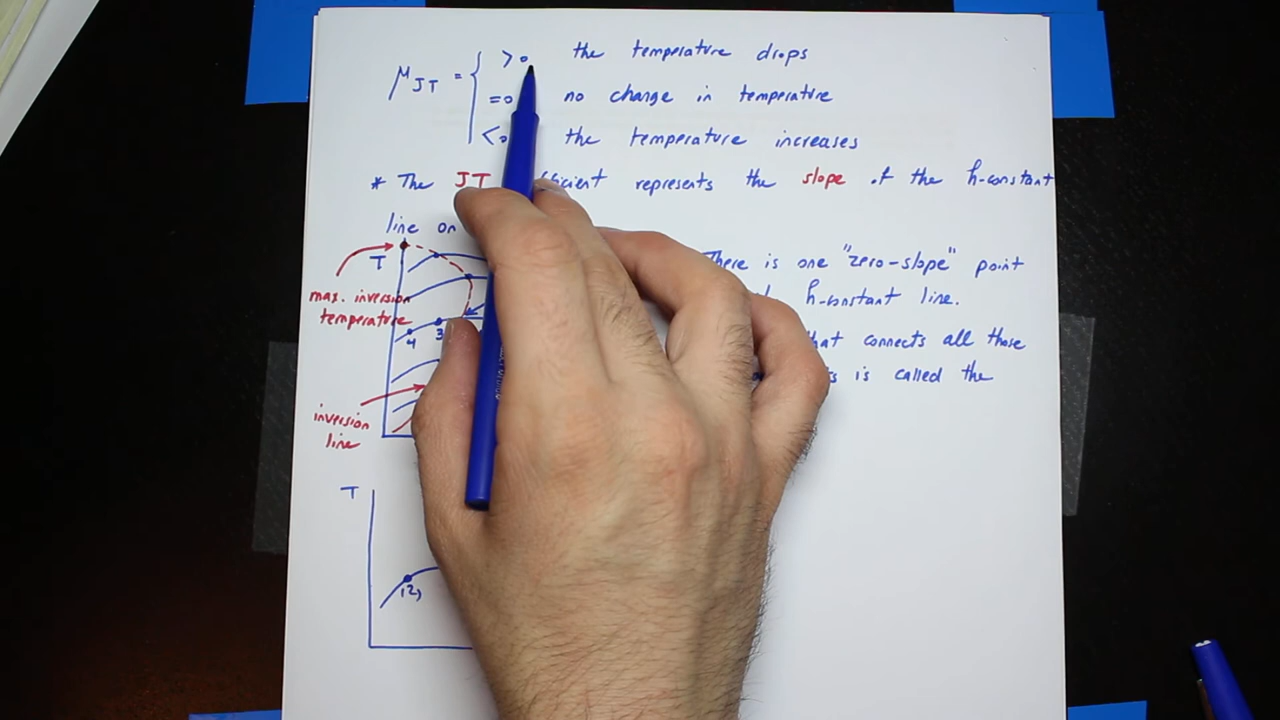 μJT = { >0 the temperature drops
=0 no change in temperature
<0 the temperature increases
* The JT represents the slope of the h-constant
line on
T
max. inversion
temperature
4 3
inversion
line
There is one "zero-slope" point
h-constant line.
that connects all those
is called the
T
(2)